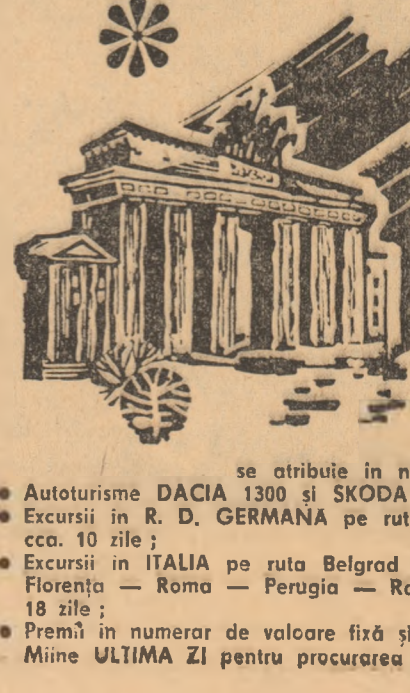 se atribuie in n
• Autoturisme DACIA 1300 și SKODA
• Excursii in R. D. GERMANA pe rut
cca. 10 zile ;
• Excursii in ITALIA pe ruta Belgrad
Florența — Roma — Perugia — Ra
18 zile ;
• Premii in numerar de valoare fixă și
Miine ULTIMA ZI pentru procurarea